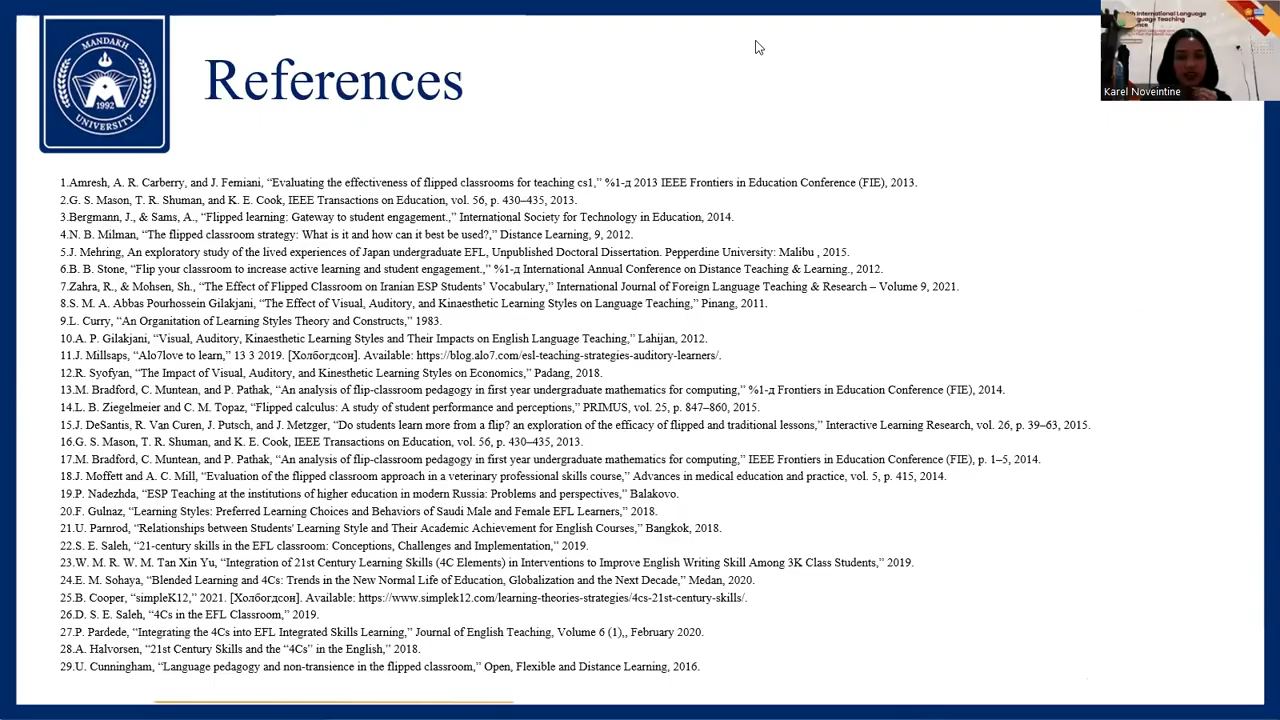 MANDAKH
1992
UNIVERSITY
References
1.Amresh, A. R. Carberry, and J. Femiani, “Evaluating the effectiveness of flipped classrooms for teaching cs1,” %1-д 2013 IEEE Frontiers in Education Conference (FIE), 2013.
2.G. S. Mason, T. R. Shuman, and K. E. Cook, IEEE Transactions on Education, vol. 56, p. 430–435, 2013.
3.Bergmann, J., & Sams, A., “Flipped learning: Gateway to student engagement.,” International Society for Technology in Education, 2014.
4.N. B. Milman, “The flipped classroom strategy: What is it and how can it best be used?,” Distance Learning, 9, 2012.
5.J. Mehring, An exploratory study of the lived experiences of Japan undergraduate EFL, Unpublished Doctoral Dissertation. Pepperdine University: Malibu , 2015.
6.B. B. Stone, “Flip your classroom to increase active learning and student engagement.,” %1-д International Annual Conference on Distance Teaching & Learning., 2012.
7.Zahra, R., & Mohsen, Sh., “The Effect of Flipped Classroom on Iranian ESP Students’ Vocabulary,” International Journal of Foreign Language Teaching & Research – Volume 9, 2021.
8.S. M. A. Abbas Pourhossein Gilakjani, “The Effect of Visual, Auditory, and Kinaesthetic Learning Styles on Language Teaching,” Pinang, 2011.
9.L. Curry, “An Organitation of Learning Styles Theory and Constructs,” 1983.
10.A. P. Gilakjani, “Visual, Auditory, Kinaesthetic Learning Styles and Their Impacts on English Language Teaching,” Lahijan, 2012.
11.J. Millsaps, “Alo7love to learn,” 13 3 2019. [Холбогдсон]. Available: https://blog.alo7.com/esl-teaching-strategies-auditory-learners/.
12.R. Syofyan, “The Impact of Visual, Auditory, and Kinesthetic Learning Styles on Economics,” Padang, 2018.
13.M. Bradford, C. Muntean, and P. Pathak, “An analysis of flip-classroom pedagogy in first year undergraduate mathematics for computing,” %1-д Frontiers in Education Conference (FIE), 2014.
14.L. B. Ziegelmeier and C. M. Topaz, “Flipped calculus: A study of student performance and perceptions,” PRIMUS, vol. 25, p. 847–860, 2015.
15.J. DeSantis, R. Van Curen, J. Putsch, and J. Metzger, “Do students learn more from a flip? an exploration of the efficacy of flipped and traditional lessons,” Interactive Learning Research, vol. 26, p. 39–63, 2015.
16.G. S. Mason, T. R. Shuman, and K. E. Cook, IEEE Transactions on Education, vol. 56, p. 430–435, 2013.
17.M. Bradford, C. Muntean, and P. Pathak, “An analysis of flip-classroom pedagogy in first year undergraduate mathematics for computing,” IEEE Frontiers in Education Conference (FIE), p. 1–5, 2014.
18.J. Moffett and A. C. Mill, “Evaluation of the flipped classroom approach in a veterinary professional skills course,” Advances in medical education and practice, vol. 5, p. 415, 2014.
19.P. Nadezhda, “ESP Teaching at the institutions of higher education in modern Russia: Problems and perspectives,” Balakovo.
20.F. Gulnaz, “Learning Styles: Preferred Learning Choices and Behaviors of Saudi Male and Female EFL Learners,” 2018.
21.U. Parnrod, “Relationships between Students' Learning Style and Their Academic Achievement for English Courses,” Bangkok, 2018.
22.S. E. Saleh, “21-century skills in the EFL classroom: Conceptions, Challenges and Implementation,” 2019.
23.W. M. R. W. M. Tan Xin Yu, “Integration of 21st Century Learning Skills (4C Elements) in Interventions to Improve English Writing Skill Among 3K Class Students,” 2019.
24.E. M. Sohaya, “Blended Learning and 4Cs: Trends in the New Normal Life of Education, Globalization and the Next Decade,” Medan, 2020.
25.B. Cooper, “simpleK12,” 2021. [Холбогдсон]. Available: https://www.simplek12.com/learning-theories-strategies/4cs-21st-century-skills/.
26.D. S. E. Saleh, “4Cs in the EFL Classroom,” 2019.
27.P. Pardede, “Integrating the 4Cs into EFL Integrated Skills Learning,” Journal of English Teaching, Volume 6 (1),, February 2020.
28.A. Halvorsen, “21st Century Skills and the “4Cs” in the English,” 2018.
29.U. Cunningham, “Language pedagogy and non-transience in the flipped classroom,” Open, Flexible and Distance Learning, 2016.
International Language
Teaching
Karel Noveintine